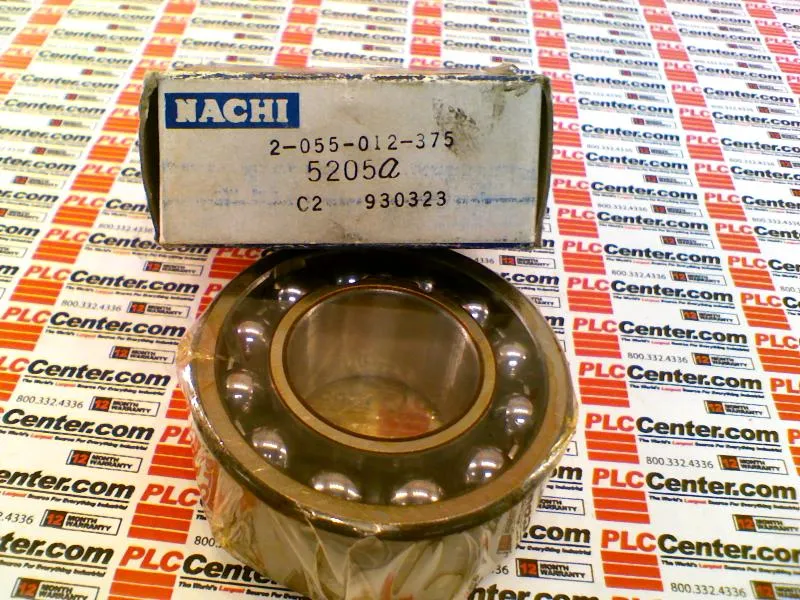 NACHI
2-055-012-375
5205a
C2 930323
PLCCenter.com
The World's Largest Source For Everything Industrial
800.332.4336
12 MONTH WARRANTY